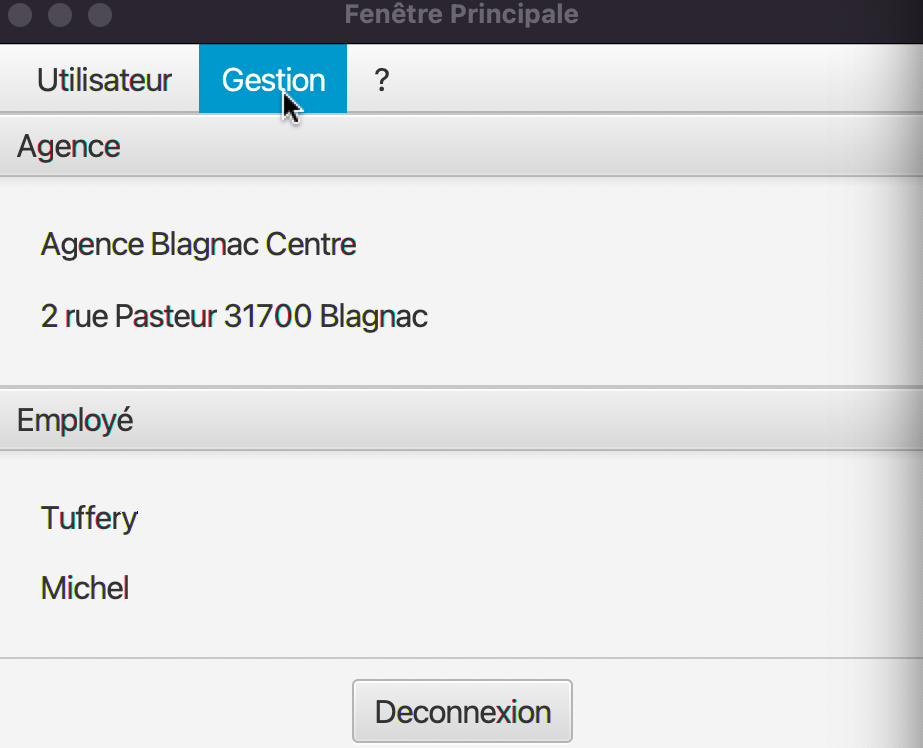 Fenêtre Principale
Utilisateur Gestion ?
Agence
Agence Blagnac Centre
2 rue Pasteur 31700 Blagnac
Employé
Tuffery
Michel
Deconnexion